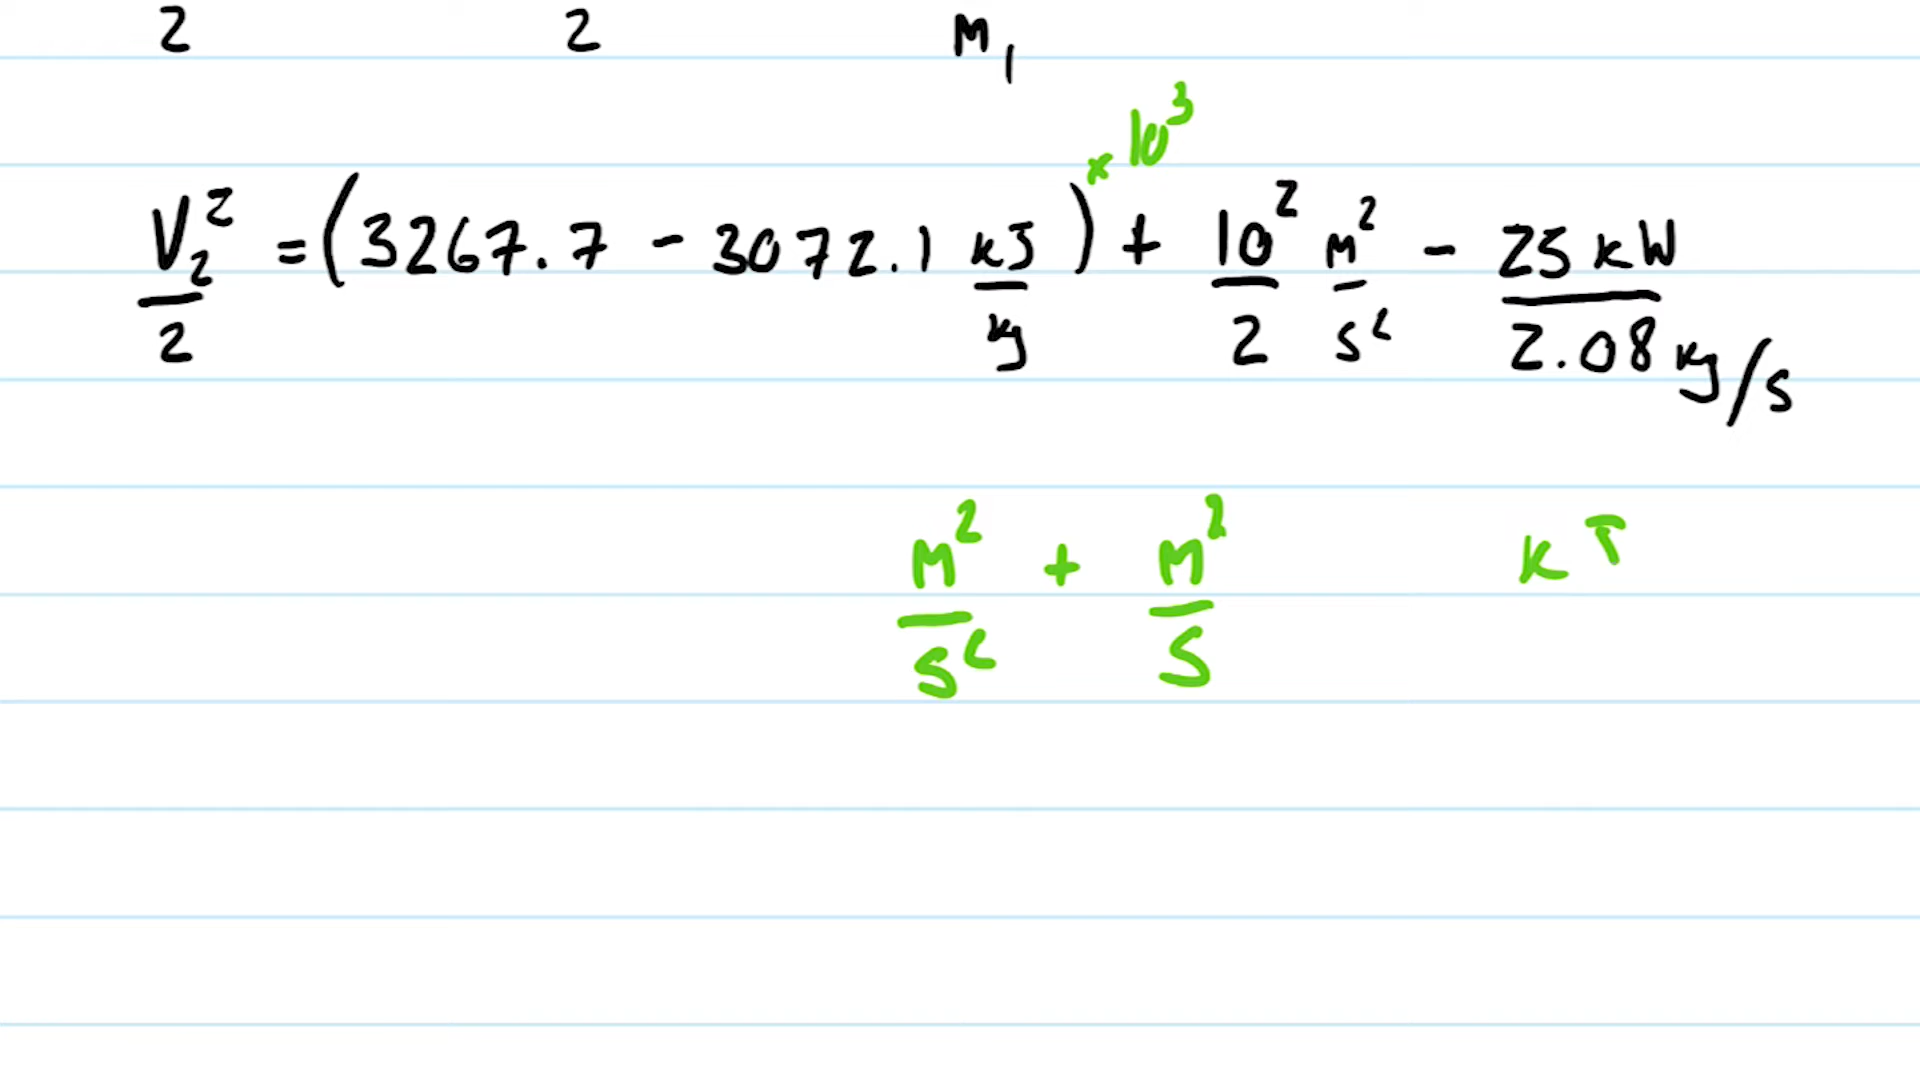 2 2 M₁
× 10³
V₂² = (3267.7 - 3072.1 kJ) + 10² M² - 25 kW
2 kg 2 s² 2.08 kg/s
M² + M² k
s² s